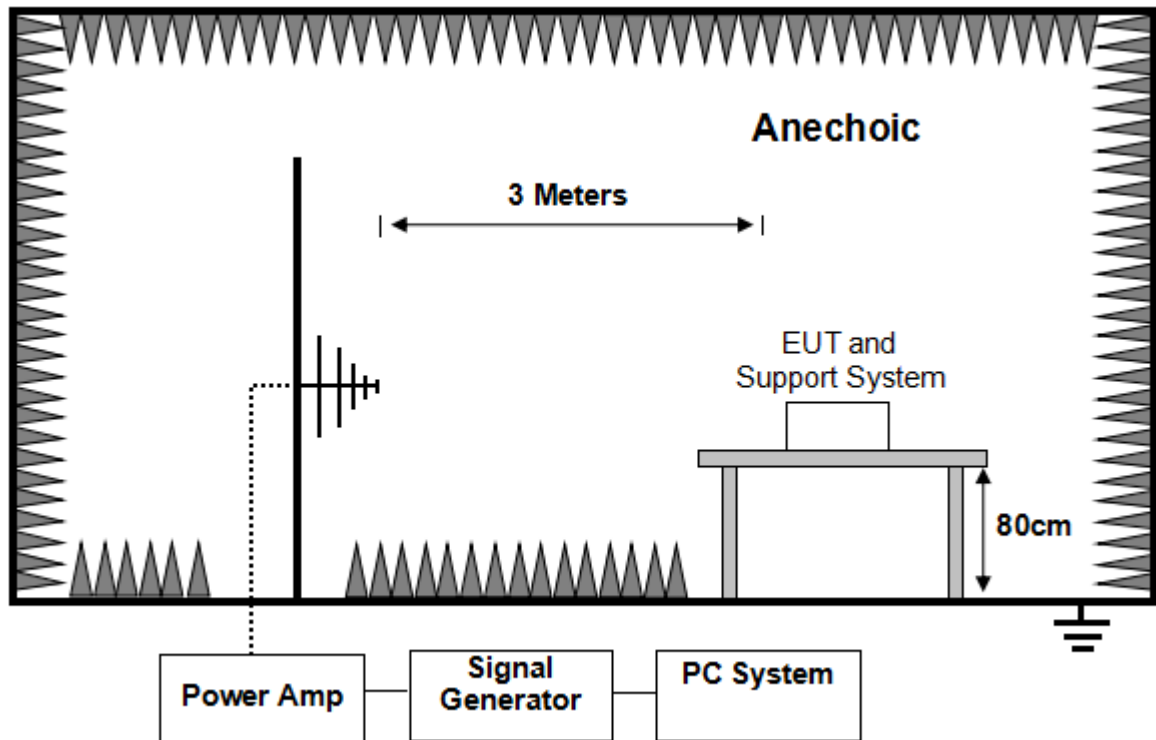 Anechoic
3 Meters
EUT and
Support System
80cm
Power Amp
Signal
Generator
PC System